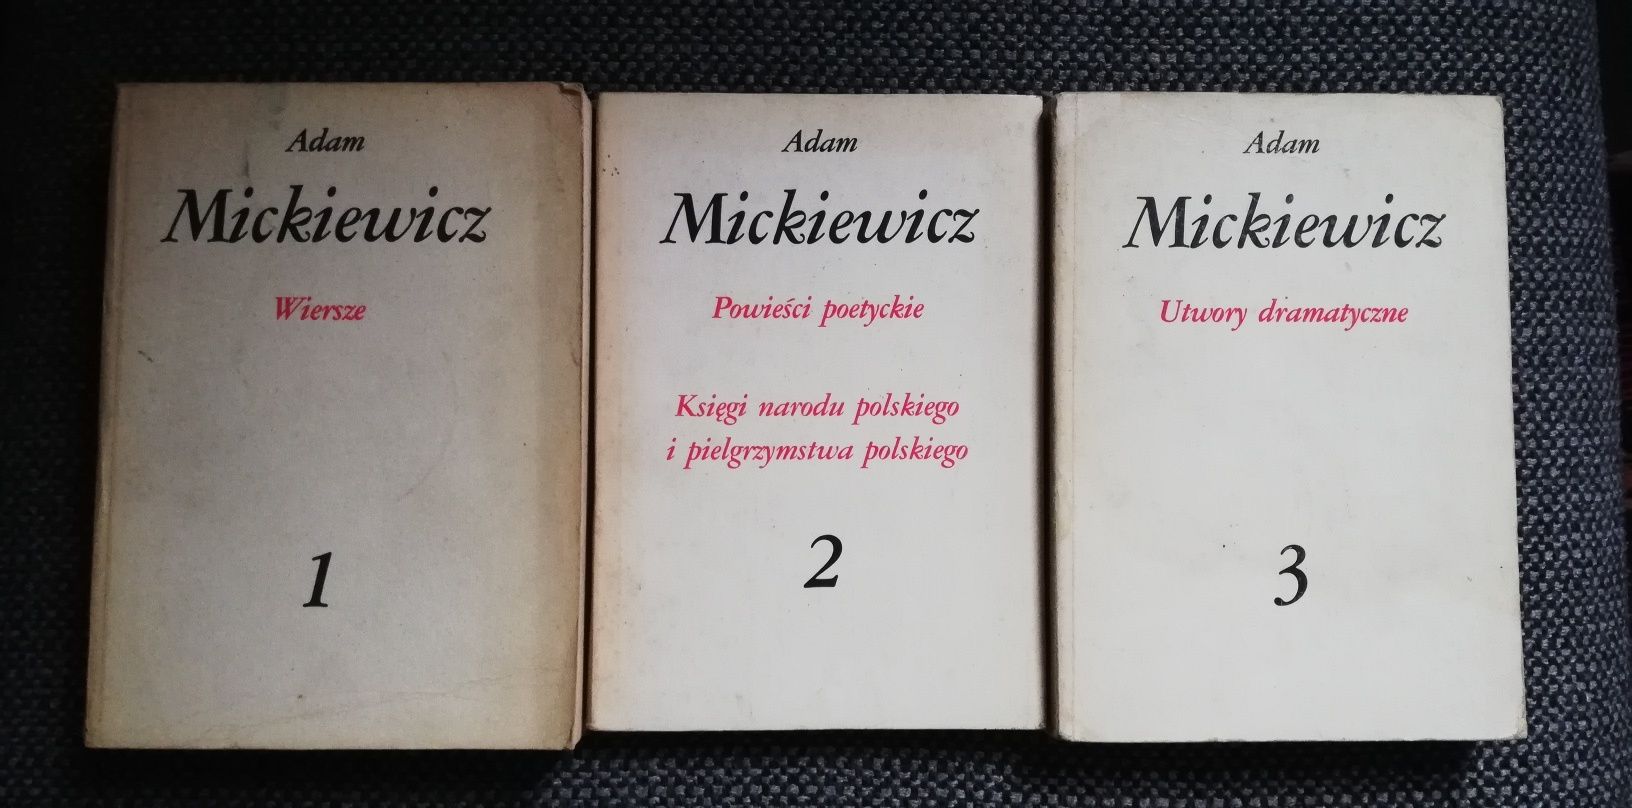 Adam
Mickiewicz
Wiersze
1
Adam
Mickiewicz
Powieści poetyckie
Księgi narodu polskiego
i pielgrzymstwa polskiego
2
Adam
Mickiewicz
Utwory dramatyczne
3